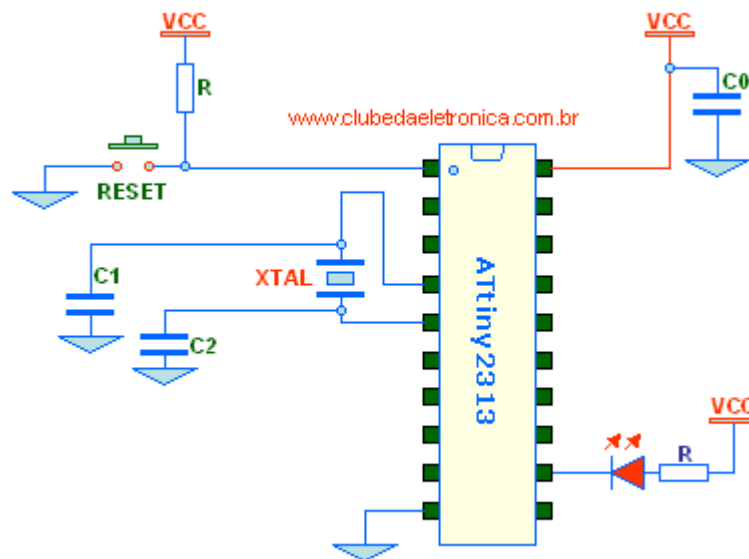 VCC
VCC
R
C0
www.clubedaeletronica.com.br
RESET
C1
XTAL
C2
ATtiny2313
VCC
R